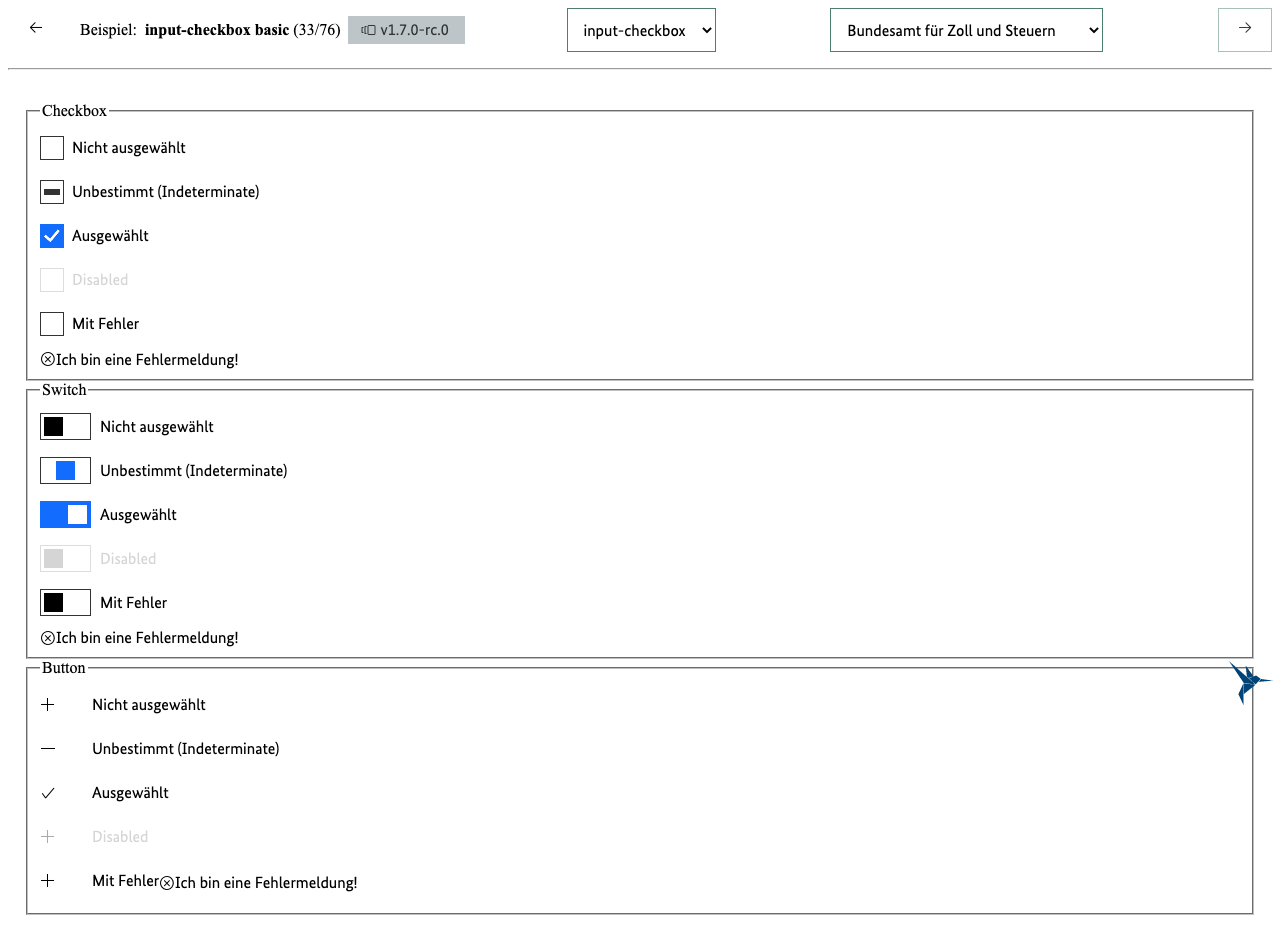 Beispiel: input-checkbox basic (33/76) v1.7.0-rc.0 input-checkbox Bundesamt für Zoll und Steuern
Checkbox
Nicht ausgewählt
Unbestimmt (Indeterminate)
Ausgewählt
Disabled
Mit Fehler
Ich bin eine Fehlermeldung!
Switch
Nicht ausgewählt
Unbestimmt (Indeterminate)
Ausgewählt
Disabled
Mit Fehler
Ich bin eine Fehlermeldung!
Button
Nicht ausgewählt
Unbestimmt (Indeterminate)
Ausgewählt
Disabled
Mit Fehler Ich bin eine Fehlermeldung!